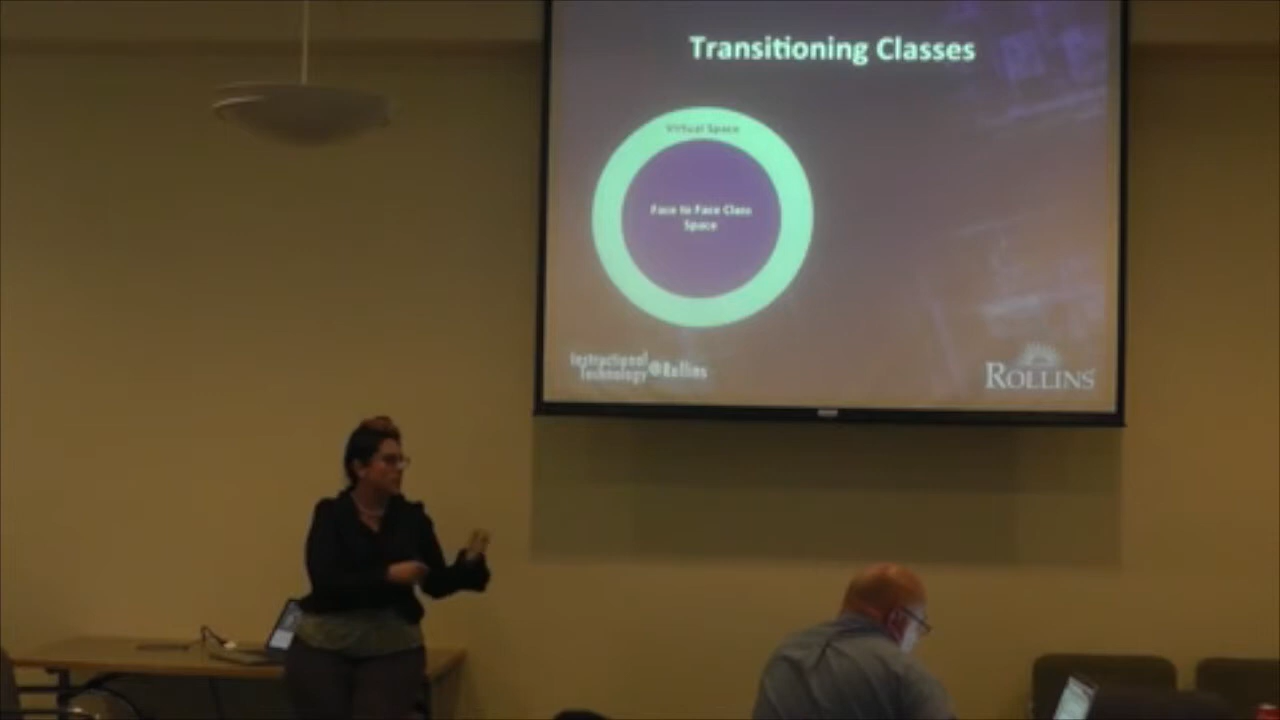 Transitioning Classes
Virtual Space
Face to Face Class
Space
Instructional
Technology @Rollins
ROLLINS